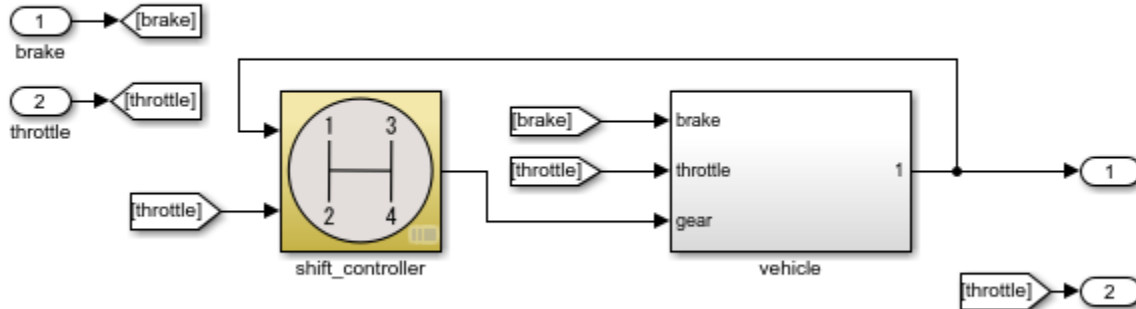 1
[brake]
brake
2
[throttle]
throttle
[throttle]
1 3
2 4
shift_controller
[brake]
[throttle]
brake
throttle
gear
1
vehicle
1
[throttle]
2